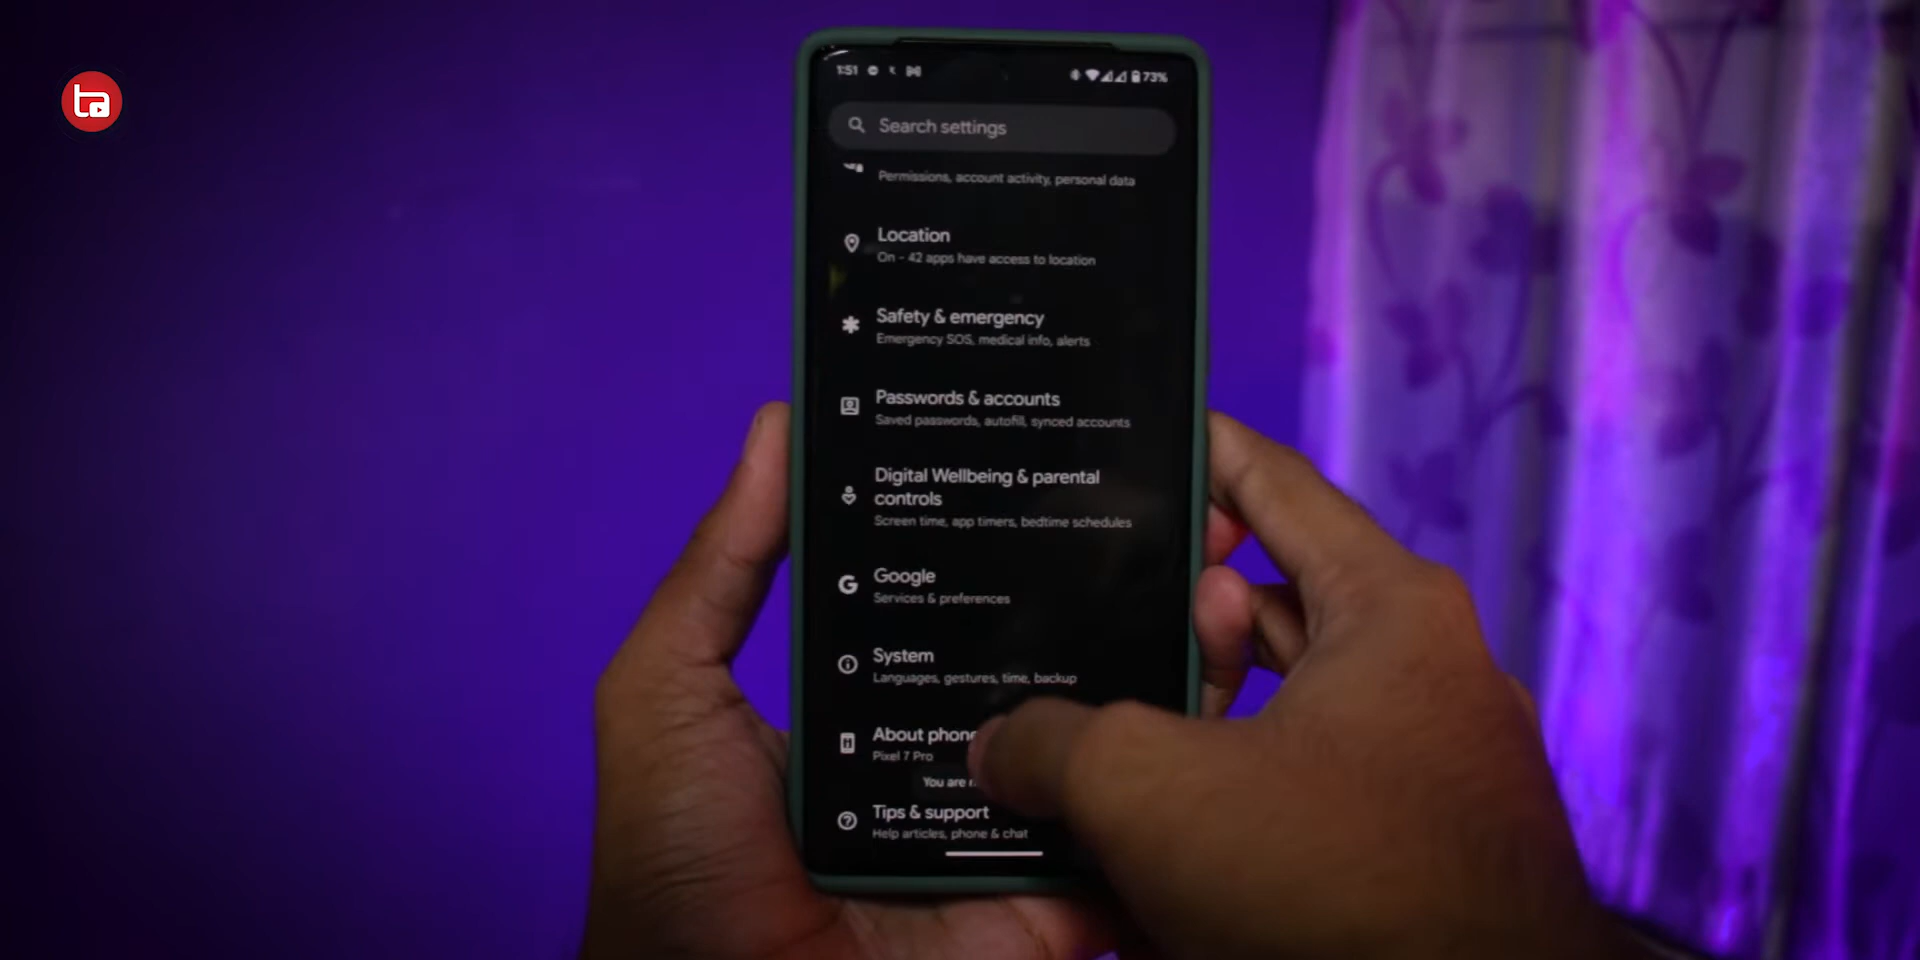 ta
1:51
73%
Search settings
Permissions, account activity, personal data
Location
On - 42 apps have access to location
Safety & emergency
Emergency SOS, medical info, alerts
Passwords & accounts
Saved passwords, autofill, synced accounts
Digital Wellbeing & parental
controls
Screen time, app timers, bedtime schedules
Google
Services & preferences
System
Languages, gestures, time, backup
About phone
Pixel 7 Pro
You are
Tips & support
Help articles, phone & chat